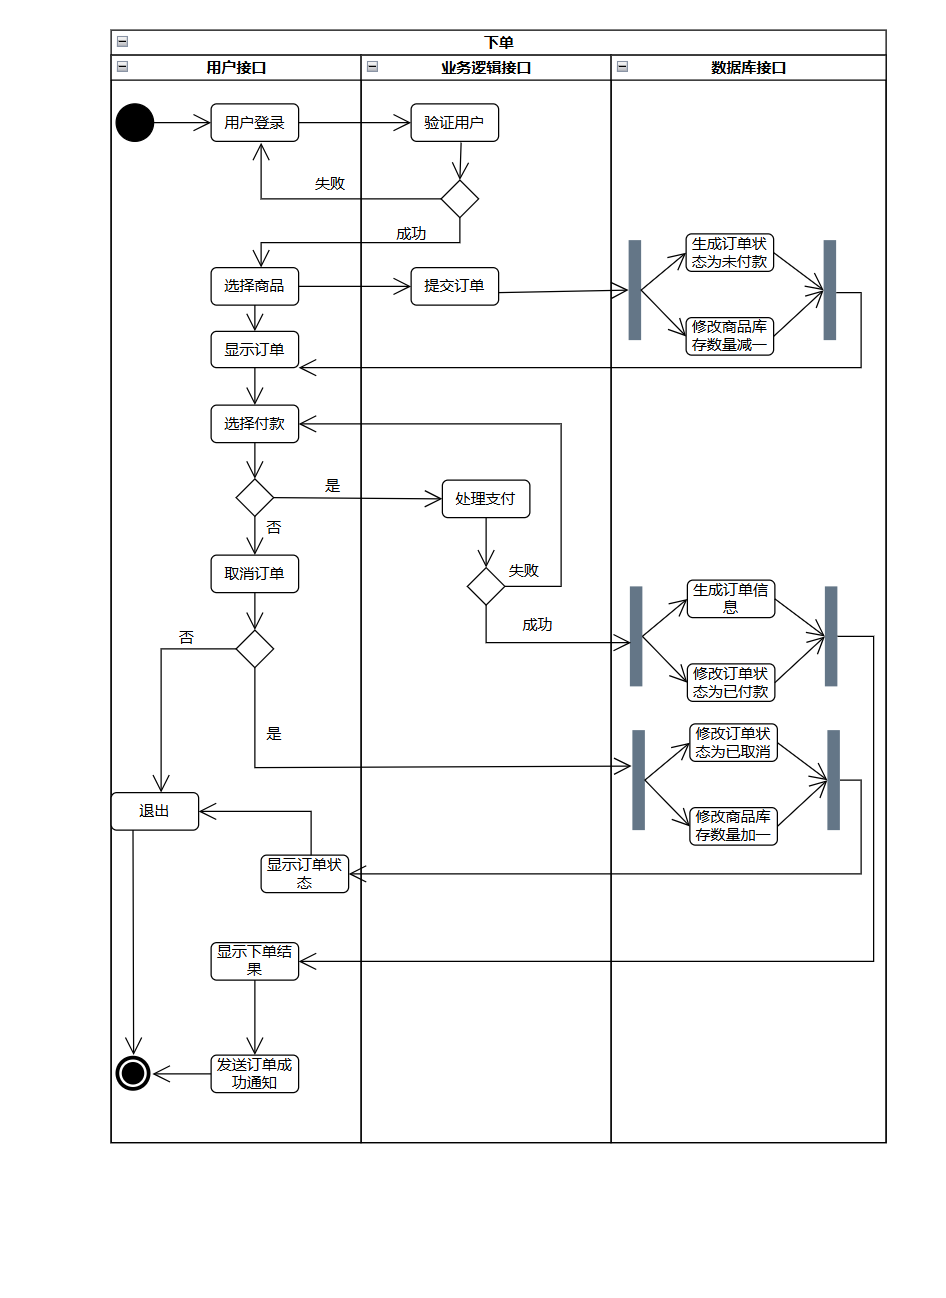 下单
用户接口
业务逻辑接口
数据库接口
用户登录
验证用户
失败
成功
生成订单状
态为未付款
选择商品
提交订单
修改商品库
存数量减一
显示订单
选择付款
是
处理支付
否
取消订单
失败
生成订单信
息
成功
否
修改订单状
态为已付款
是
修改订单状
态为已取消
退出
修改商品库
存数量加一
显示订单状
态
显示下单结
果
发送订单成
功通知